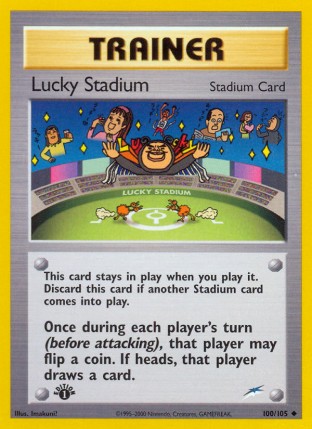 TRAINER
Lucky Stadium
Stadium Card
LUCKY STADIUM
This card stays in play when you play it.
Discard this card if another Stadium card
comes into play.
Once during each player's turn
(before attacking), that player may
flip a coin. If heads, that player
draws a card.
EDITION
1
Illus. Imakuni?
©1995-2000 Nintendo, Creatures, GAMEFREAK.
100/105 ◆